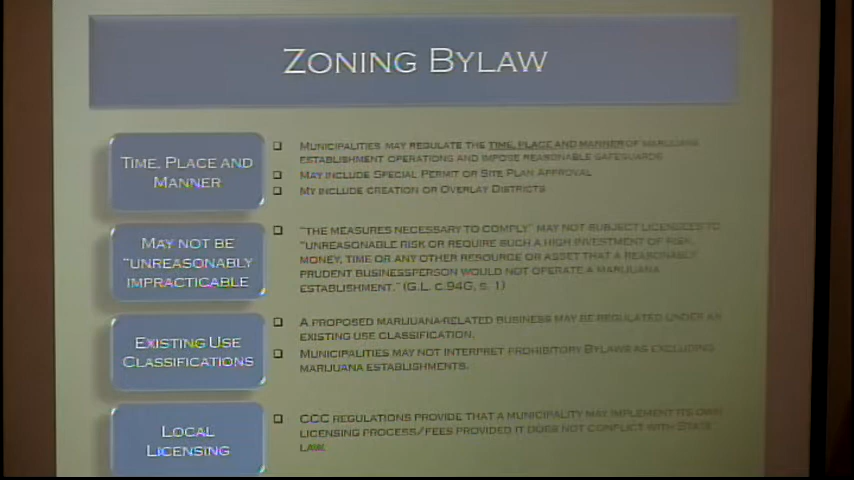 ZONING BYLAW
TIME, PLACE AND
MANNER
❑ MUNICIPALITIES MAY REGULATE THE TIME, PLACE AND MANNER OF MARIJUANA
ESTABLISHMENT OPERATIONS AND IMPOSE REASONABLE SAFEGUARDS
❑ MAY INCLUDE SPECIAL PERMIT OR SITE PLAN APPROVAL
❑ MY INCLUDE CREATION OR OVERLAY DISTRICTS
MAY NOT BE
"UNREASONABLY
IMPRACTICABLE
❑ "THE MEASURES NECESSARY TO COMPLY" MAY NOT SUBJECT LICENCEES TO
"UNREASONABLE RISK OR REQUIRE SUCH A HIGH INVESTMENT OF RISK,
MONEY, TIME OR ANY OTHER RESOURCE OR ASSET THAT A REASONABLY
PRUDENT BUSINESSPERSON WOULD NOT OPERATE A MARIJUANA
ESTABLISHMENT." (G.L. C.94G, S. 1)
EXISTING USE
CLASSIFICATIONS
❑ A PROPOSED MARIJUANA-RELATED BUSINESS MAY BE REGULATED UNDER AN
EXISTING USE CLASSIFICATION.
❑ MUNICIPALITIES MAY NOT INTERPRET PROHIBITORY BYLAWS AS EXCLUDING
MARIJUANA ESTABLISHMENTS.
LOCAL
LICENSING
❑ CCC REGULATIONS PROVIDE THAT A MUNICIPALITY MAY IMPLEMENT ITS OWN
LICENSING PROCESS/FEES PROVIDED IT DOES NOT CONFLICT WITH STATE
LAW.